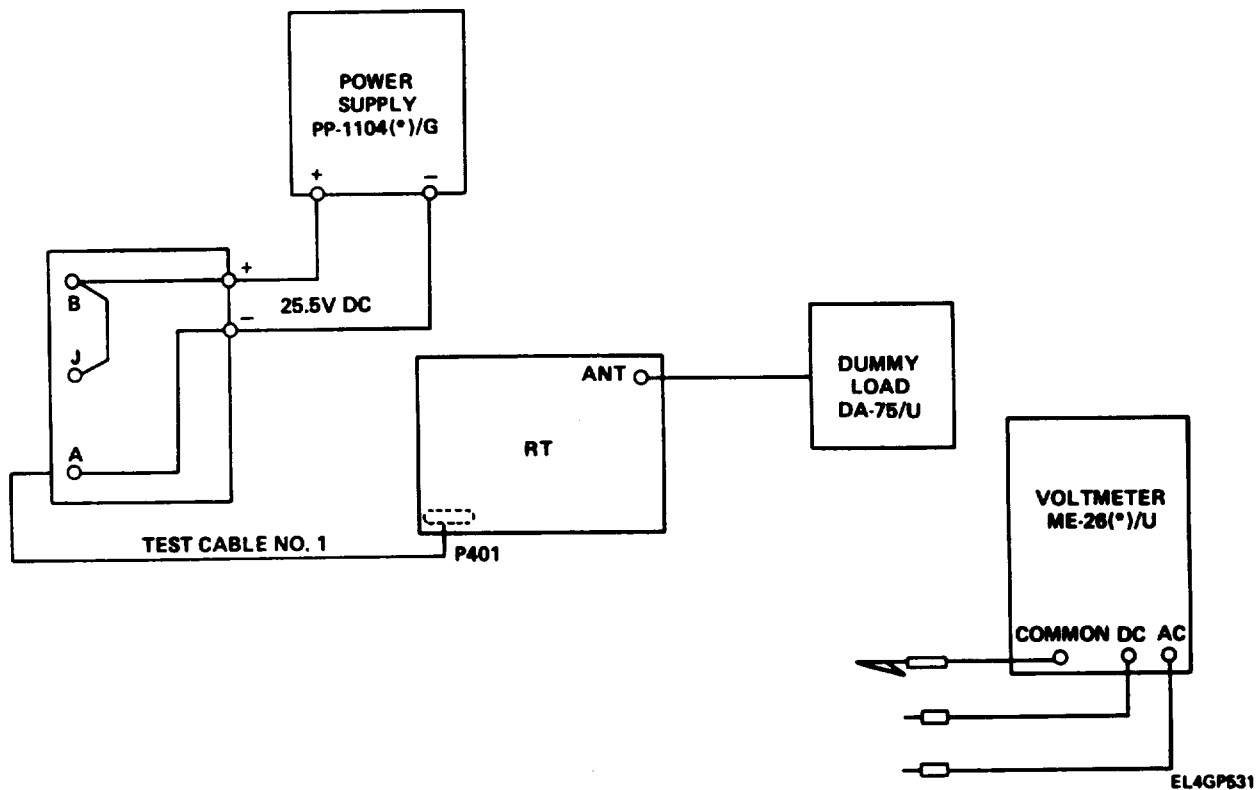 POWER
SUPPLY
PP-1104(*)/G
+
−
+
B
25.5V DC
−
J
A
ANT
DUMMY
LOAD
DA-75/U
RT
TEST CABLE NO. 1
P401
VOLTMETER
ME-26(*)/U
COMMON DC AC
EL4GP531